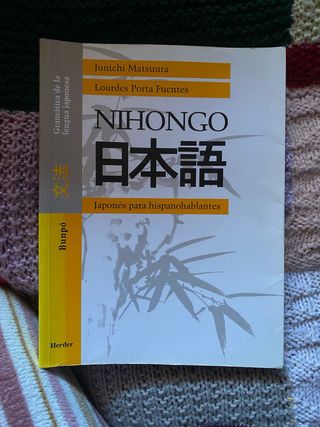 Junichi Matsuura
Lourdes Porta Fuentes
NIHONGO
日本語
Japonés para hispanohablantes
Gramática de la
lengua japonesa
文法
Bunpō
Herder